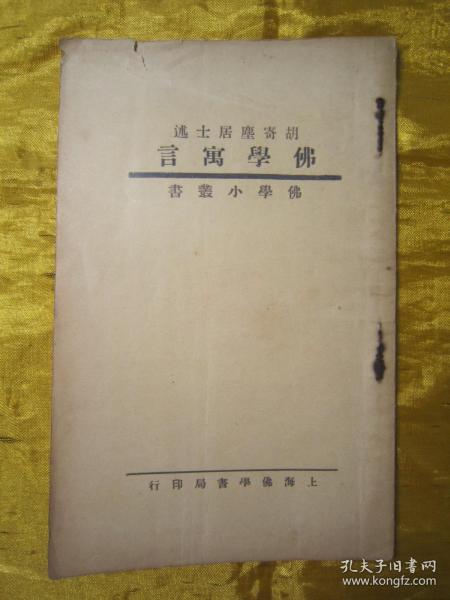 胡寄塵居士述
佛學寓言
佛學小叢書
上海佛學書局印行
孔夫子旧书网
www.kongfz.com